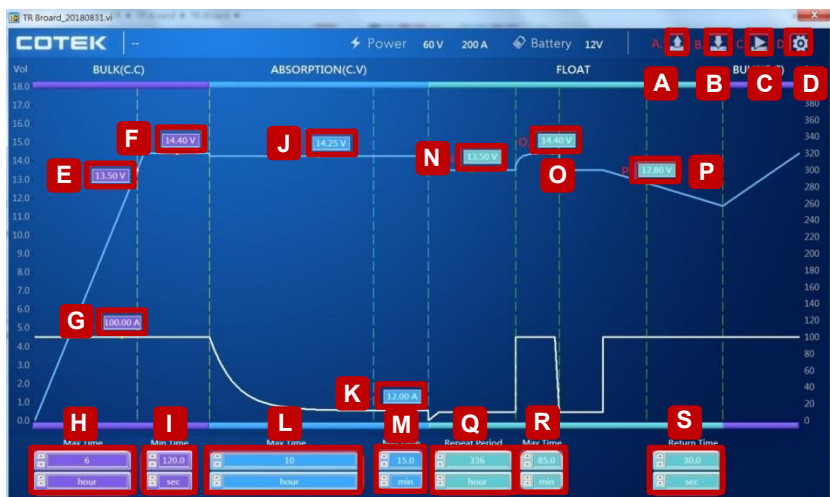 TR Broard_20180831.vi
COTEK -- Power 60 V 200 A Battery 12V A. B. C D
Vol BULK(C.C) ABSORPTION(C.V) FLOAT
A B C D
18.0 380
17.0 360
16.0 340
15.0 320
14.0 300
13.0 280
12.0 260
11.0 240
10.0 220
9.0 200
8.0 180
7.0 160
6.0 140
5.0 120
4.0 100
3.0 80
2.0 60
1.0 40
0.0 20
0
F 14.40 V
J 14.25 V
O. 14.40 V
N 13.50 V
O
E 13.50 V
P 12.80 V P
G 100.00 A
K 12.00 A
H I L M Q R S
Max Time Min Time Max Time Min Time Repeat Period Max Time Return Time
6 120.0 10 15.0 336 85.0 30.0
hour sec hour min hour min sec